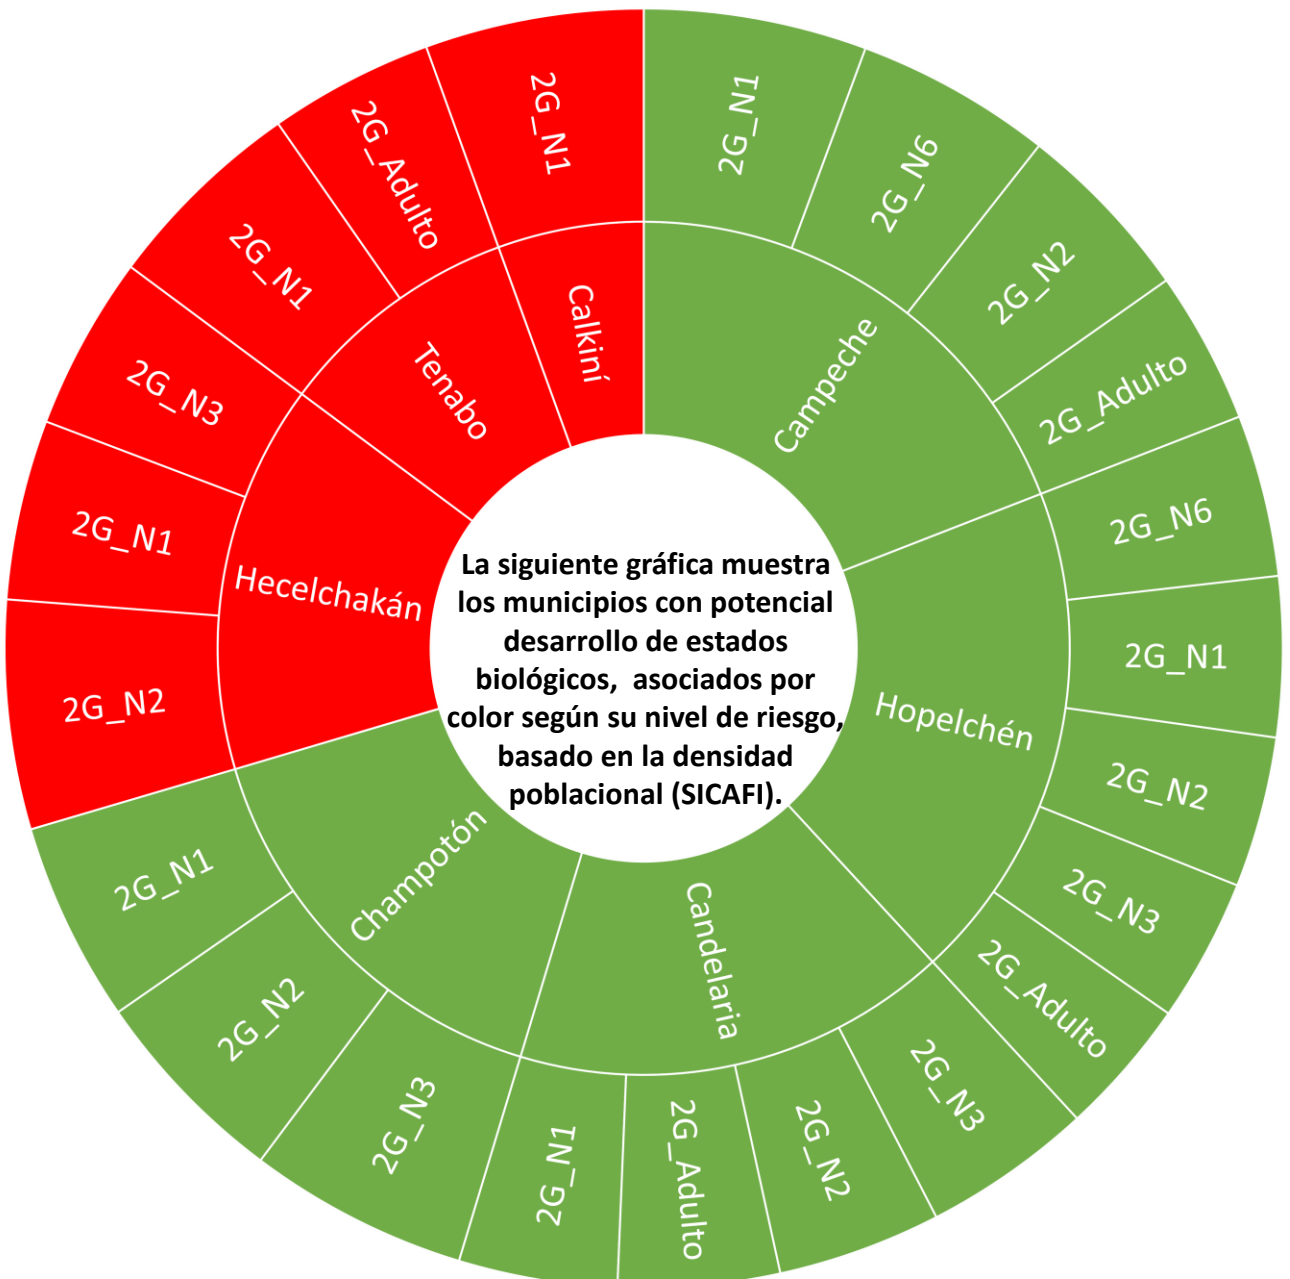 2G_N1
2G_N6
2G_N2
2G_Adulto
Campeche
2G_N6
2G_N1
2G_N2
2G_N3
2G_Adulto
Hopelchén
2G_N3
2G_N2
2G_Adulto
2G_N1
Candelaria
2G_N3
2G_N2
2G_N1
Champotón
2G_N2
2G_N1
2G_N3
Hecelchakán
2G_N1
2G_Adulto
Tenabo
2G_N1
Calkiní
La siguiente gráfica muestra
los municipios con potencial
desarrollo de estados
biológicos, asociados por
color según su nivel de riesgo,
basado en la densidad
poblacional (SICAFI).